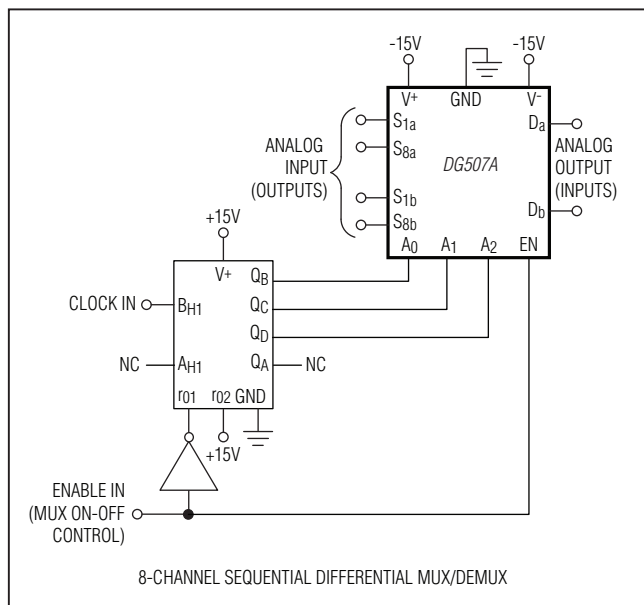 -15V
-15V
V+
GND
V-
S1a
Da
ANALOG INPUT (OUTPUTS)
S8a
DG507A
ANALOG OUTPUT (INPUTS)
S1b
S8b
Db
A0
A1
A2
EN
+15V
V+
QB
CLOCK IN
BH1
QC
QD
NC
AH1
QA
NC
r01
r02
GND
+15V
ENABLE IN
(MUX ON-OFF
CONTROL)
8-CHANNEL SEQUENTIAL DIFFERENTIAL MUX/DEMUX